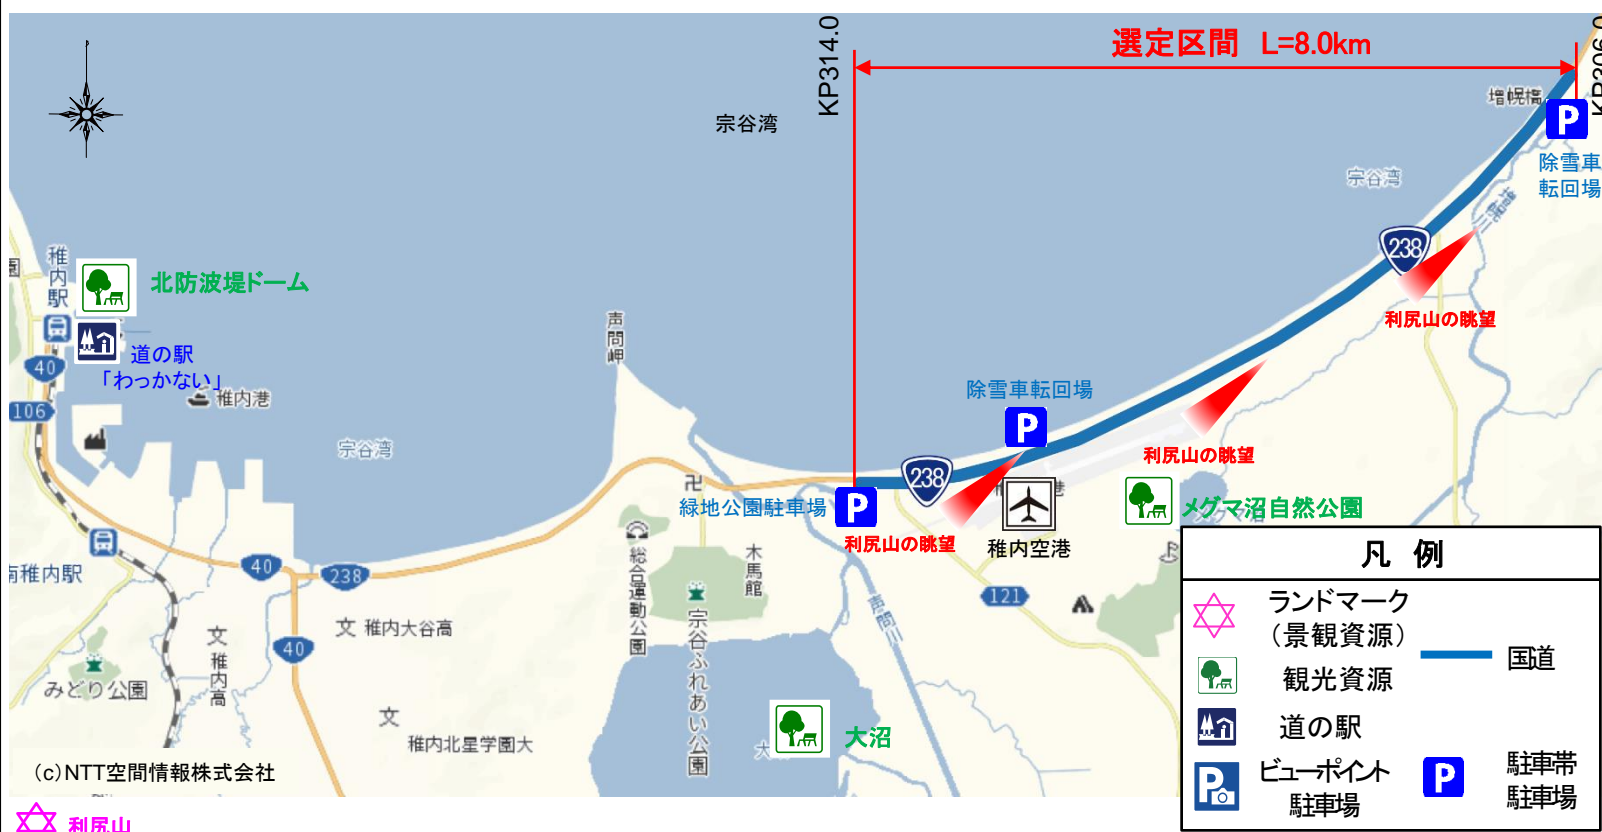 選定区間 L=8.0km
KP314.0
KP306.0
増幌橋
宗谷湾
除雪車
転回場
宗谷湾
238
利尻山の眺望
稚内駅
北防波堤ドーム
道の駅
「わっかない」
40
106
稚内港
宗谷湾
声問岬
除雪車転回場
利尻山の眺望
238
緑地公園駐車場
利尻山の眺望
稚内空港
メグマ沼自然公園
南稚内駅
40
238
総合運動公園
木馬館
121
声問川
文 稚内大谷高
文 稚内高
40
宗谷ふれあい公園
みどり公園
文
稚内北星学園大
大沼
(c)NTT空間情報株式会社
利尻山
凡 例
ランドマーク
(景観資源)
国道
観光資源
道の駅
ビューポイント
駐車場
駐車帯
駐車場